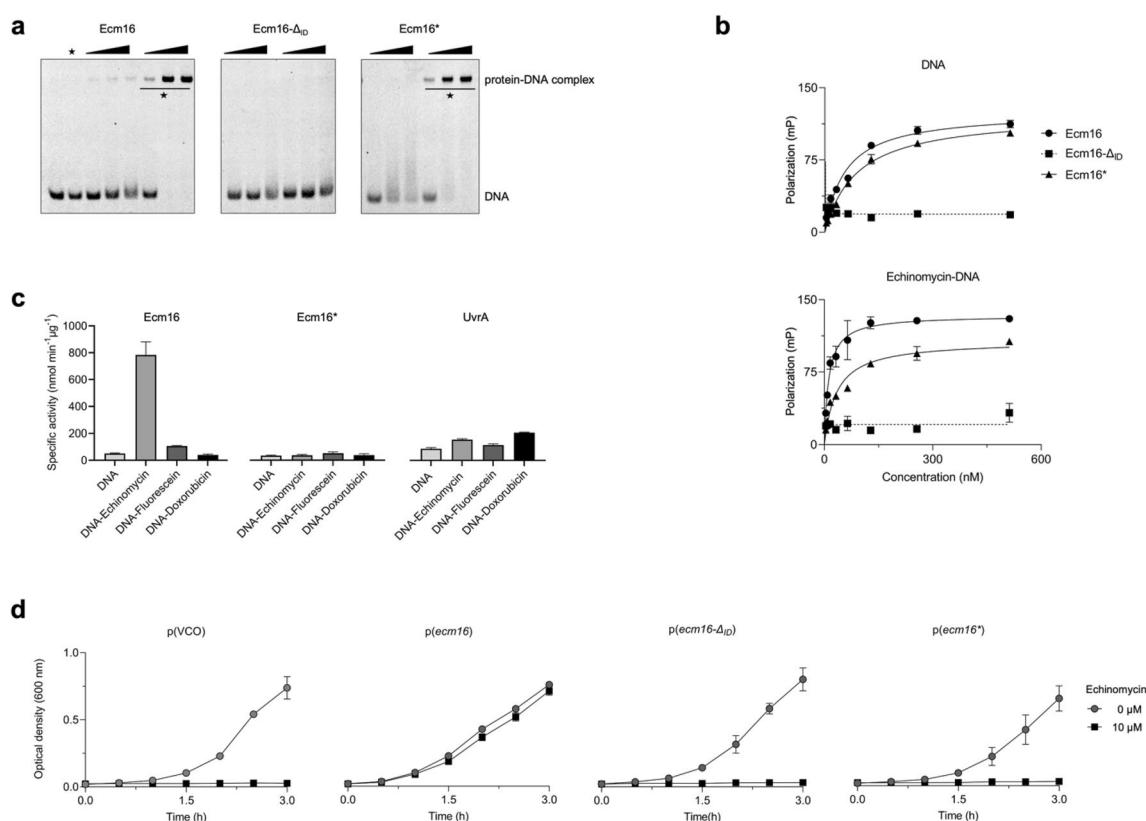 a
Ecm16
Ecm16-Δ_ID
Ecm16*
★
protein-DNA complex
★
★
DNA
b
DNA
150
75
0
Polarization (mP)
Ecm16
Ecm16-Δ_ID
Ecm16*
Echinomycin-DNA
150
75
0
Polarization (mP)
0
300
600
Concentration (nM)
c
Ecm16
Ecm16*
UvrA
Specific activity (nmol min⁻¹µg⁻¹)
1000
800
600
400
200
0
DNA
DNA-Echinomycin
DNA-Fluorescein
DNA-Doxorubicin
DNA
DNA-Echinomycin
DNA-Fluorescein
DNA-Doxorubicin
DNA
DNA-Echinomycin
DNA-Fluorescein
DNA-Doxorubicin
d
p(VCO)
p(ecm16)
p(ecm16-Δ_ID)
p(ecm16*)
Optical density (600 nm)
1.0
0.5
0.0
Echinomycin
0 µM
10 µM
0.0
1.5
3.0
0.0
1.5
3.0
0.0
1.5
3.0
0.0
1.5
3.0
Time (h)
Time (h)
Time(h)
Time (h)